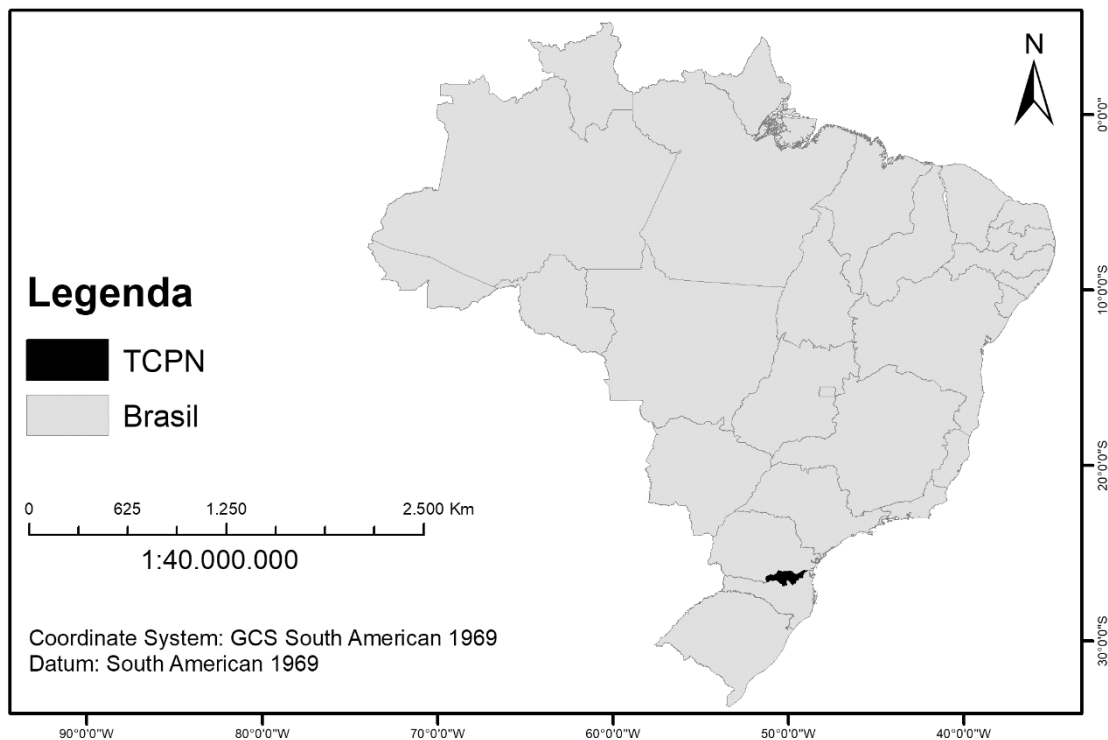 N
Legenda
TCPN
Brasil
0 625 1.250 2.500 Km
1:40.000.000
Coordinate System: GCS South American 1969
Datum: South American 1969
0°0'0"
10°0'0"S
20°0'0"S
30°0'0"S
90°0'0"W 80°0'0"W 70°0'0"W 60°0'0"W 50°0'0"W 40°0'0"W